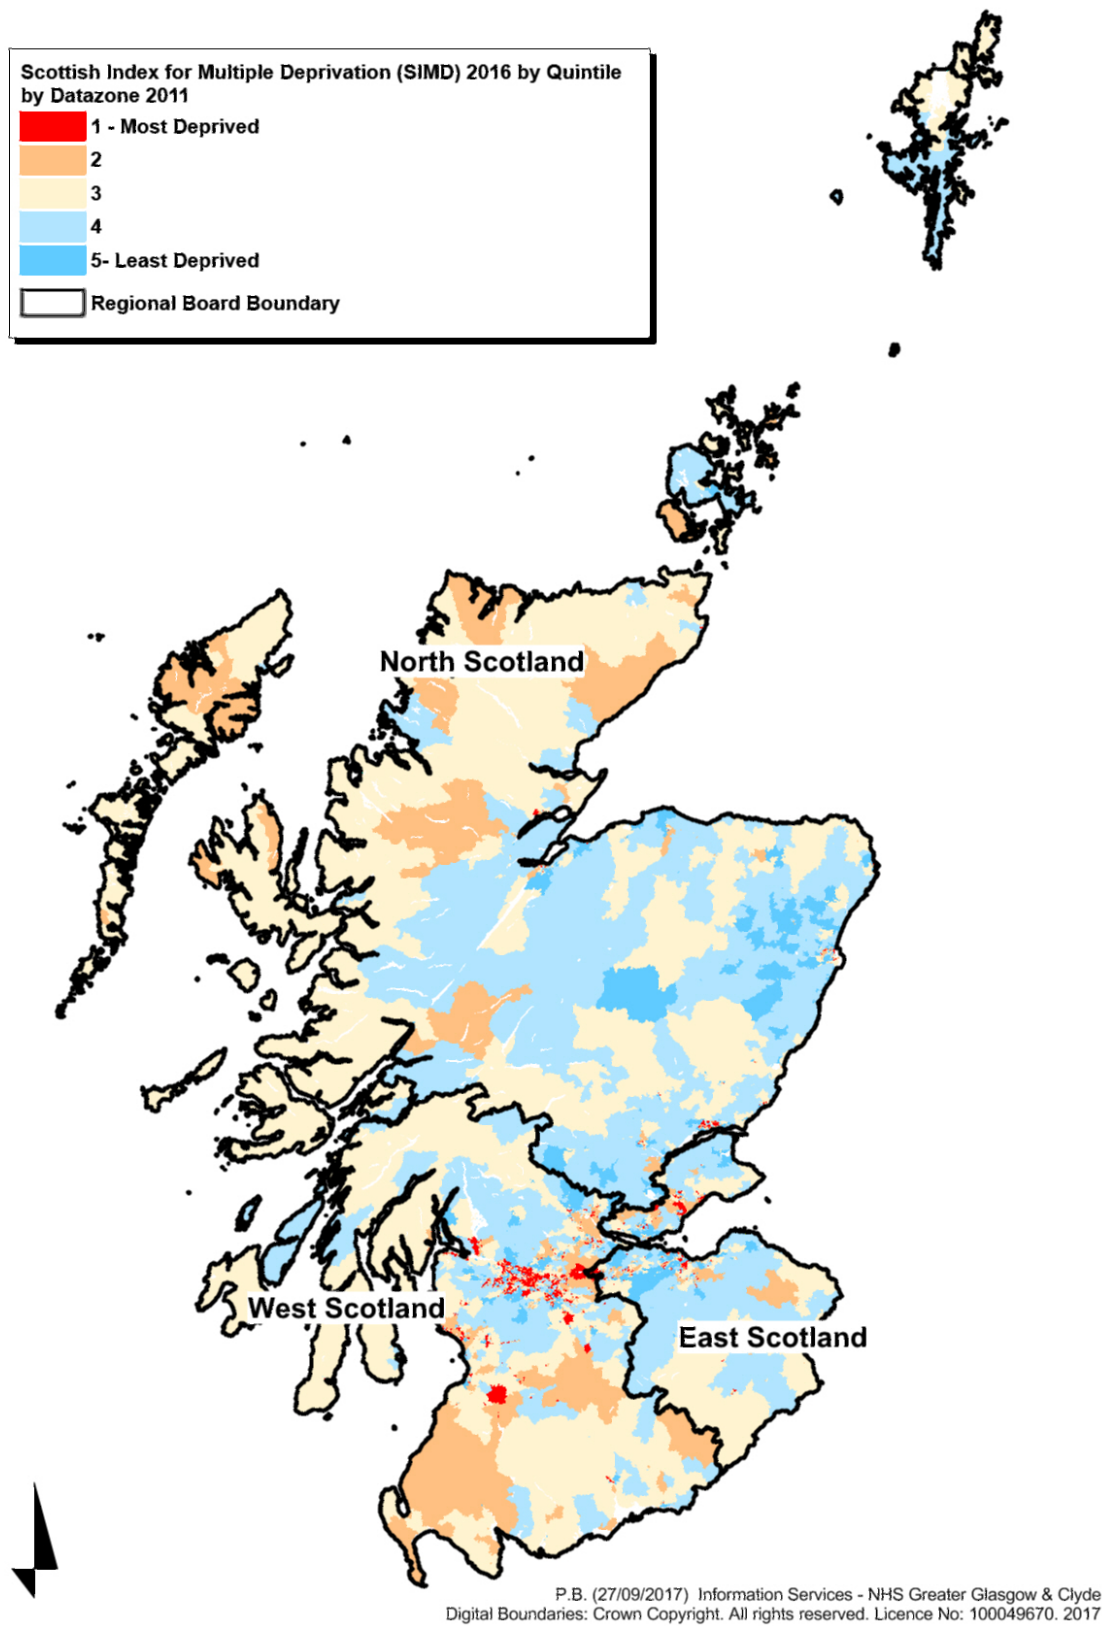 Scottish Index for Multiple Deprivation (SIMD) 2016 by Quintile
by Datazone 2011
1 - Most Deprived
2
3
4
5- Least Deprived
Regional Board Boundary
North Scotland
West Scotland
East Scotland
P.B. (27/09/2017) Information Services - NHS Greater Glasgow & Clyde
Digital Boundaries: Crown Copyright. All rights reserved. Licence No: 100049670. 2017